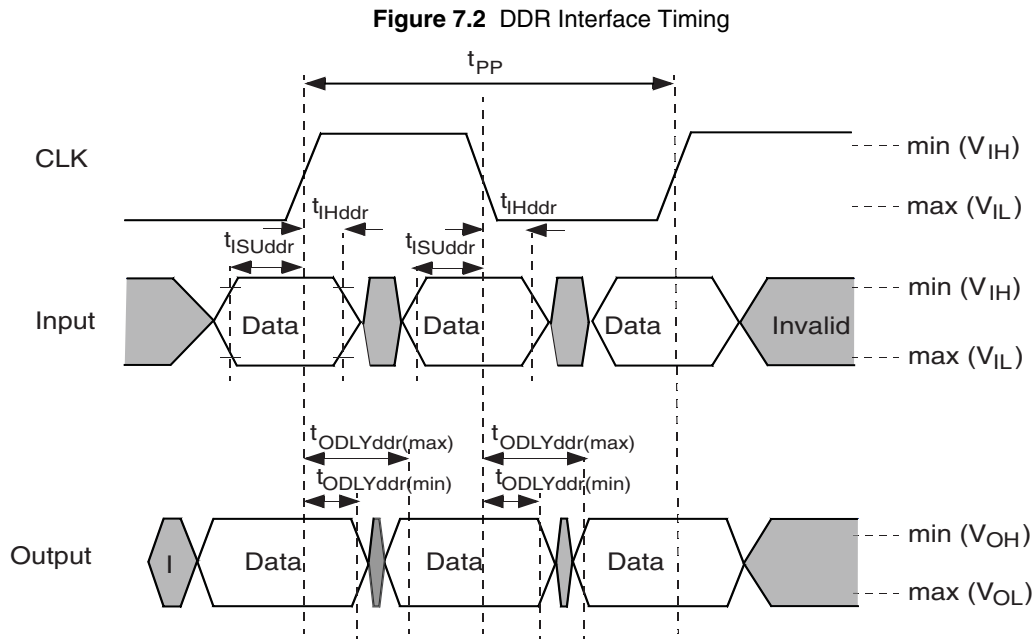 Figure 7.2 DDR Interface Timing
tPP
CLK
min (VIH)
max (VIL)
tIHddr
tIHddr
tISUddr
tISUddr
Input
Data
Data
Data
Invalid
min (VIH)
max (VIL)
tODLYddr(max)
tODLYddr(max)
tODLYddr(min)
tODLYddr(min)
Output
I
Data
Data
Data
min (VOH)
max (VOL)